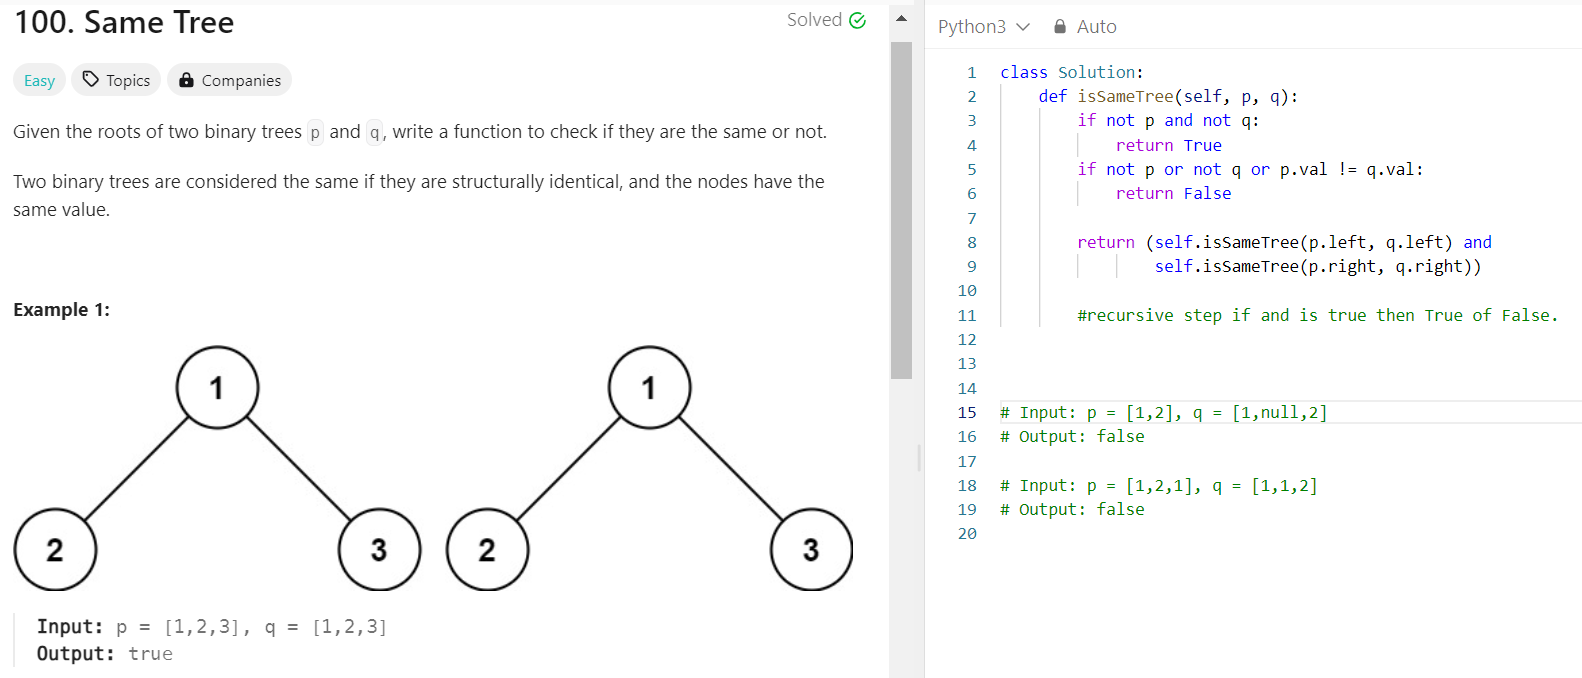 100. Same Tree
Solved
Easy
Topics
Companies
Given the roots of two binary trees p and q, write a function to check if they are the same or not.
Two binary trees are considered the same if they are structurally identical, and the nodes have the
same value.
Example 1:
1
2
3
1
2
3
Input: p = [1,2,3], q = [1,2,3]
Output: true
Python3
Auto
1 class Solution:
2 def isSameTree(self, p, q):
3 if not p and not q:
4 return True
5 if not p or not q or p.val != q.val:
6 return False
7
8 return (self.isSameTree(p.left, q.left) and
9 self.isSameTree(p.right, q.right))
10
11 #recursive step if and is true then True of False.
12
13
14
15 # Input: p = [1,2], q = [1,null,2]
16 # Output: false
17
18 # Input: p = [1,2,1], q = [1,1,2]
19 # Output: false
20